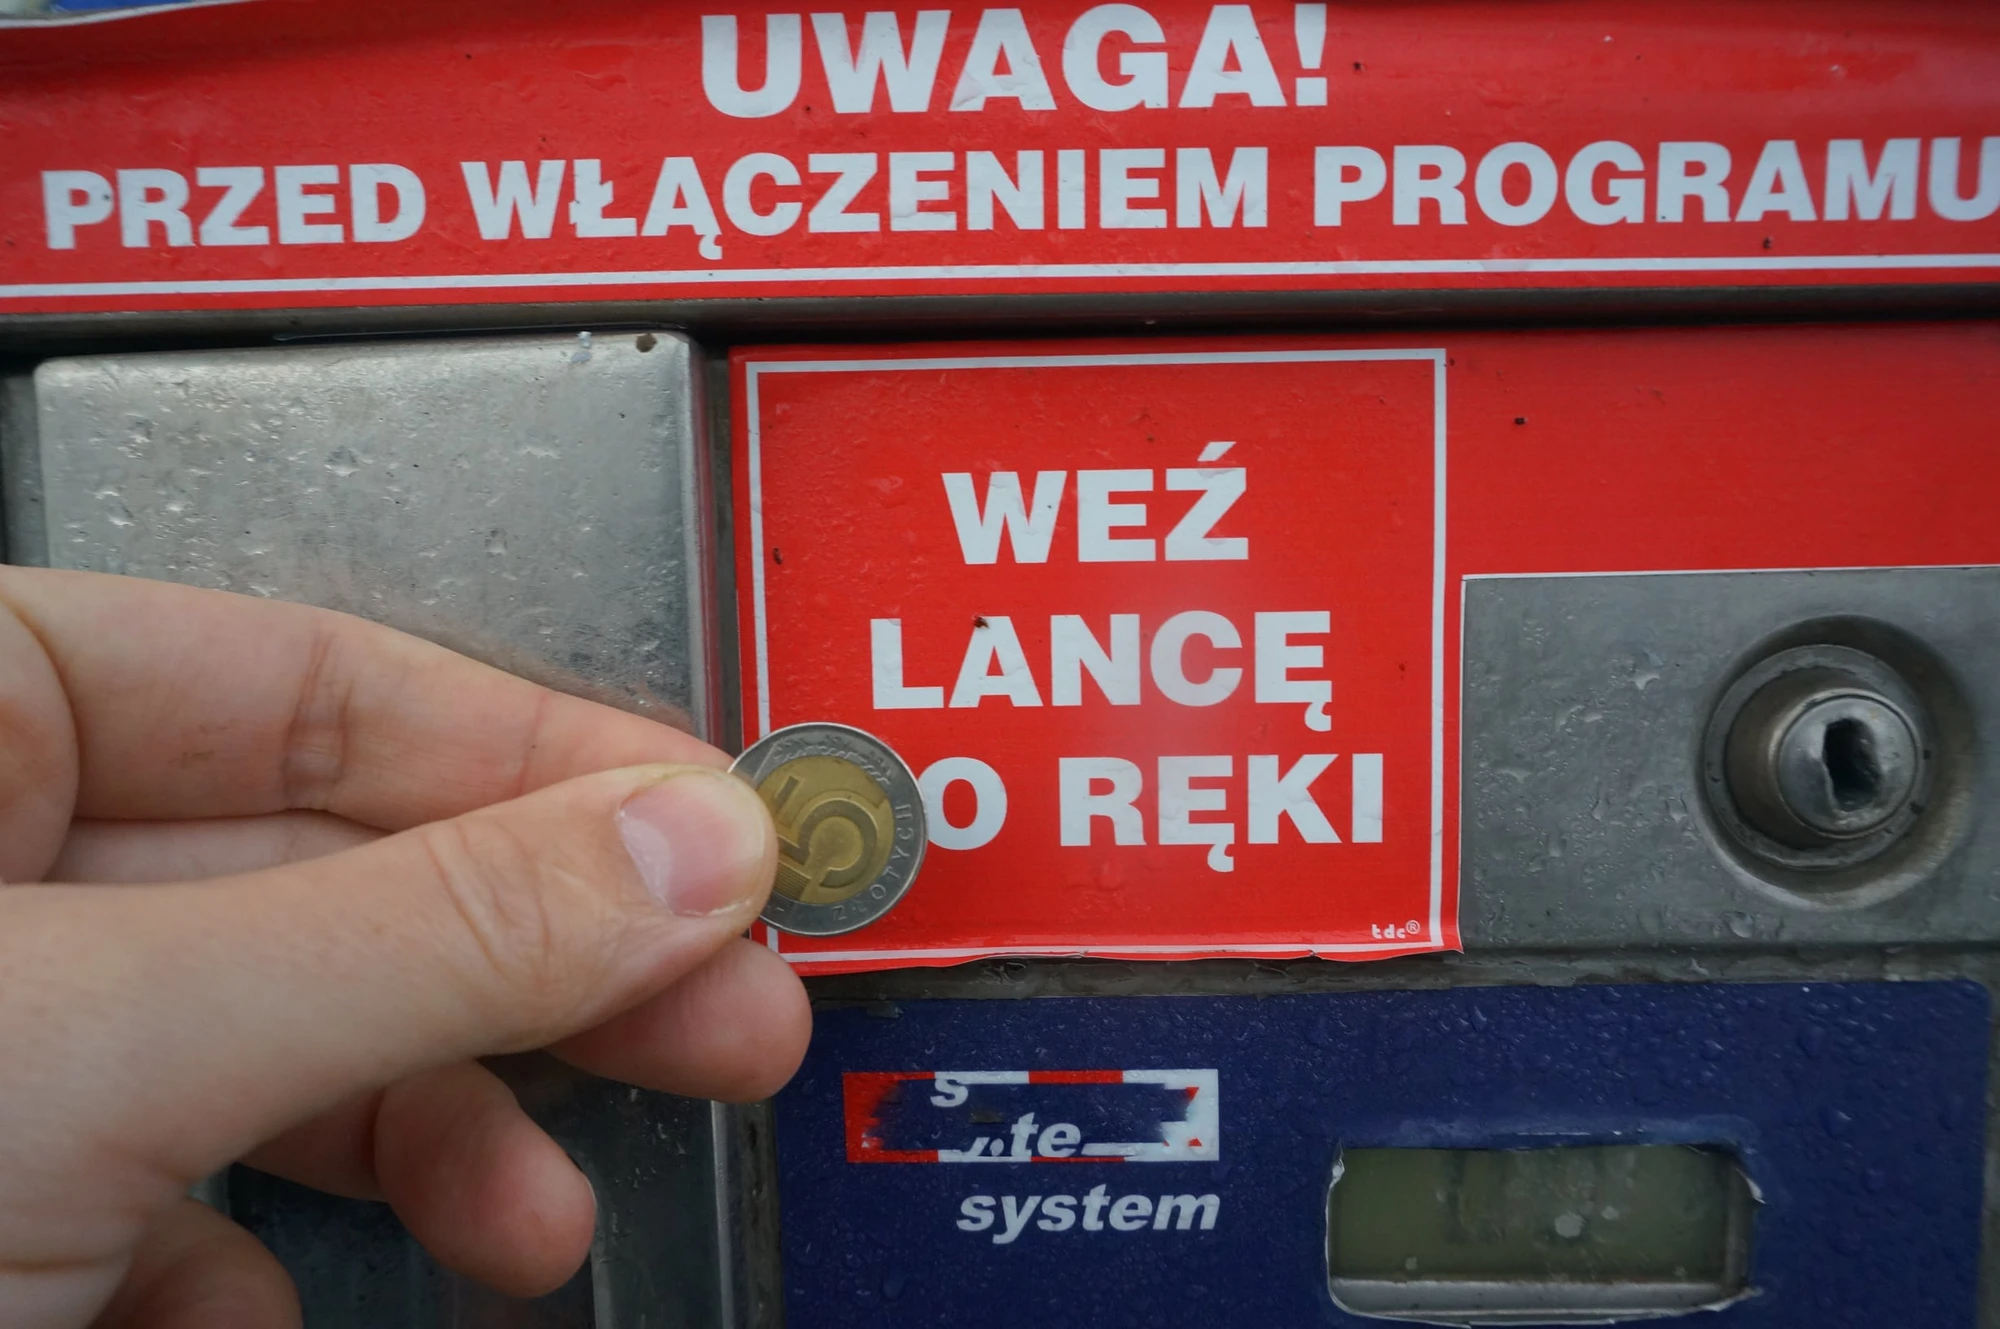 UWAGA!
PRZED WŁĄCZENIEM PROGRAMU
WEŹ
LANCĘ
O RĘKI
tdc®
5
ZŁOTYCH
system